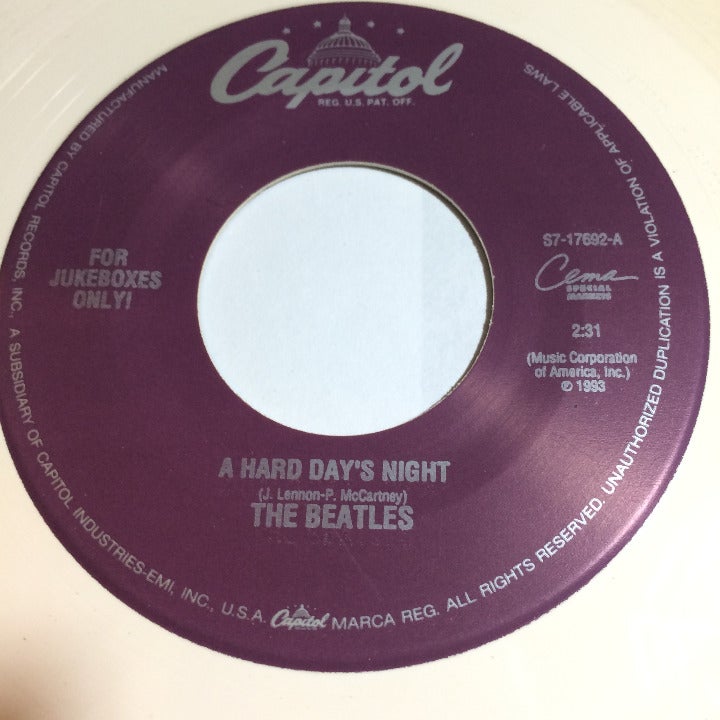 Capitol
REG. U.S. PAT. OFF.
FOR
JUKEBOXES
ONLY!
S7-17692-A
Cema
SPECIAL
MARKETS
2:31
(Music Corporation
of America, Inc.)
℗ 1993
A HARD DAY'S NIGHT
(J. Lennon-P. McCartney)
THE BEATLES
MANUFACTURED BY CAPITOL RECORDS, INC., A SUBSIDIARY OF CAPITOL INDUSTRIES-EMI, INC., U.S.A. Capitol MARCA REG. ALL RIGHTS RESERVED. UNAUTHORIZED DUPLICATION IS A VIOLATION OF APPLICABLE LAWS.